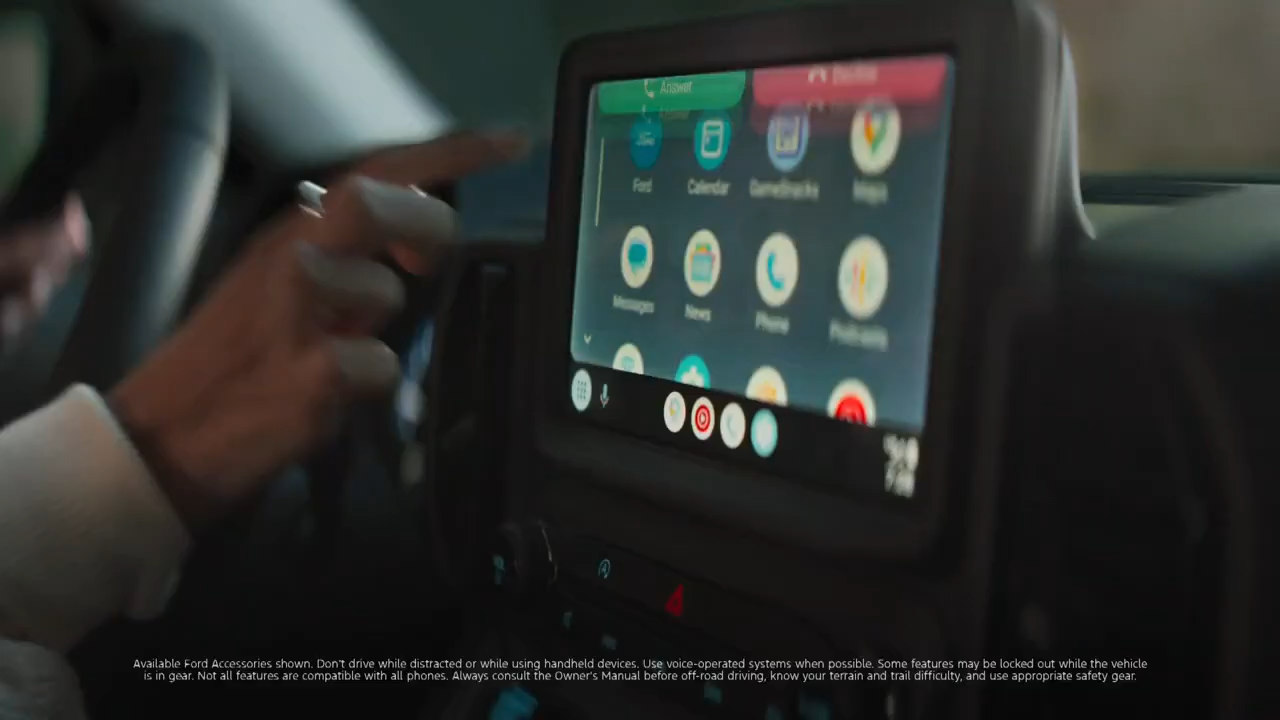 Answer
Decline
Ford
Calendar
GameSnacks
Maps
Messages
News
Phone
Podcasts
Available Ford Accessories shown. Don't drive while distracted or while using handheld devices. Use voice-operated systems when possible. Some features may be locked out while the vehicle
is in gear. Not all features are compatible with all phones. Always consult the Owner's Manual before off-road driving, know your terrain and trail difficulty, and use appropriate safety gear.